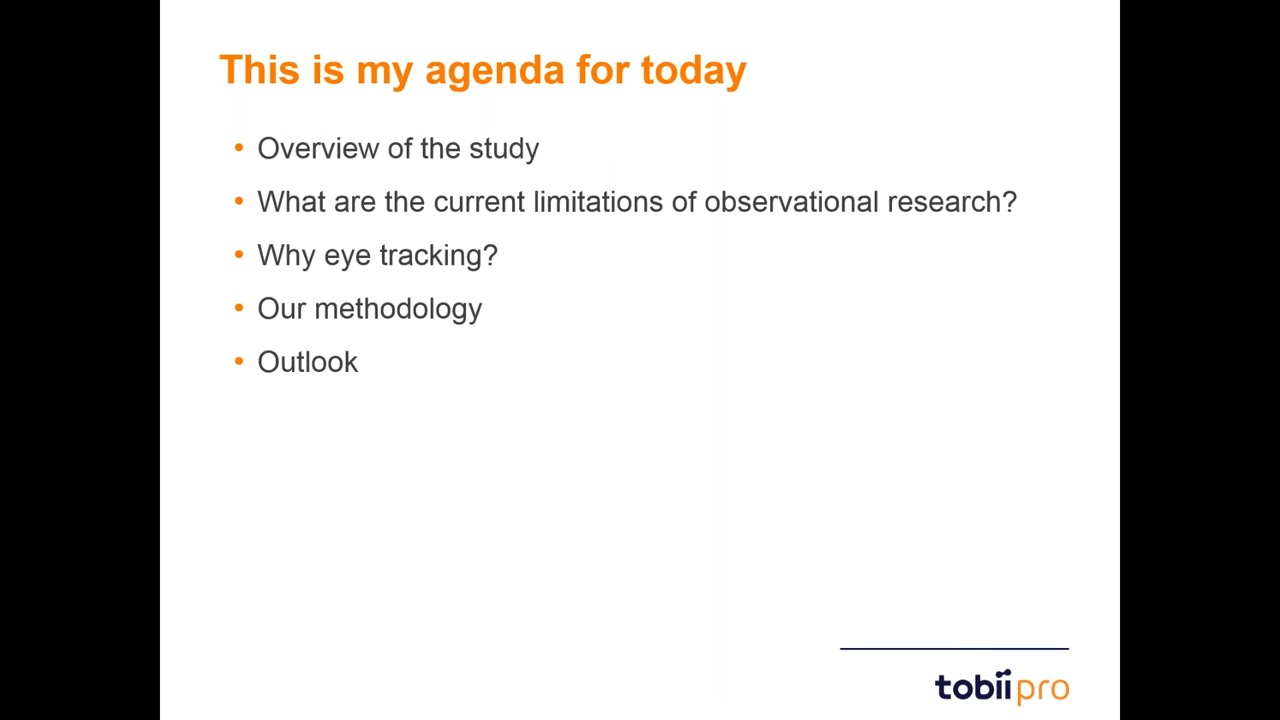 This is my agenda for today
• Overview of the study
• What are the current limitations of observational research?
• Why eye tracking?
• Our methodology
• Outlook
tobii pro